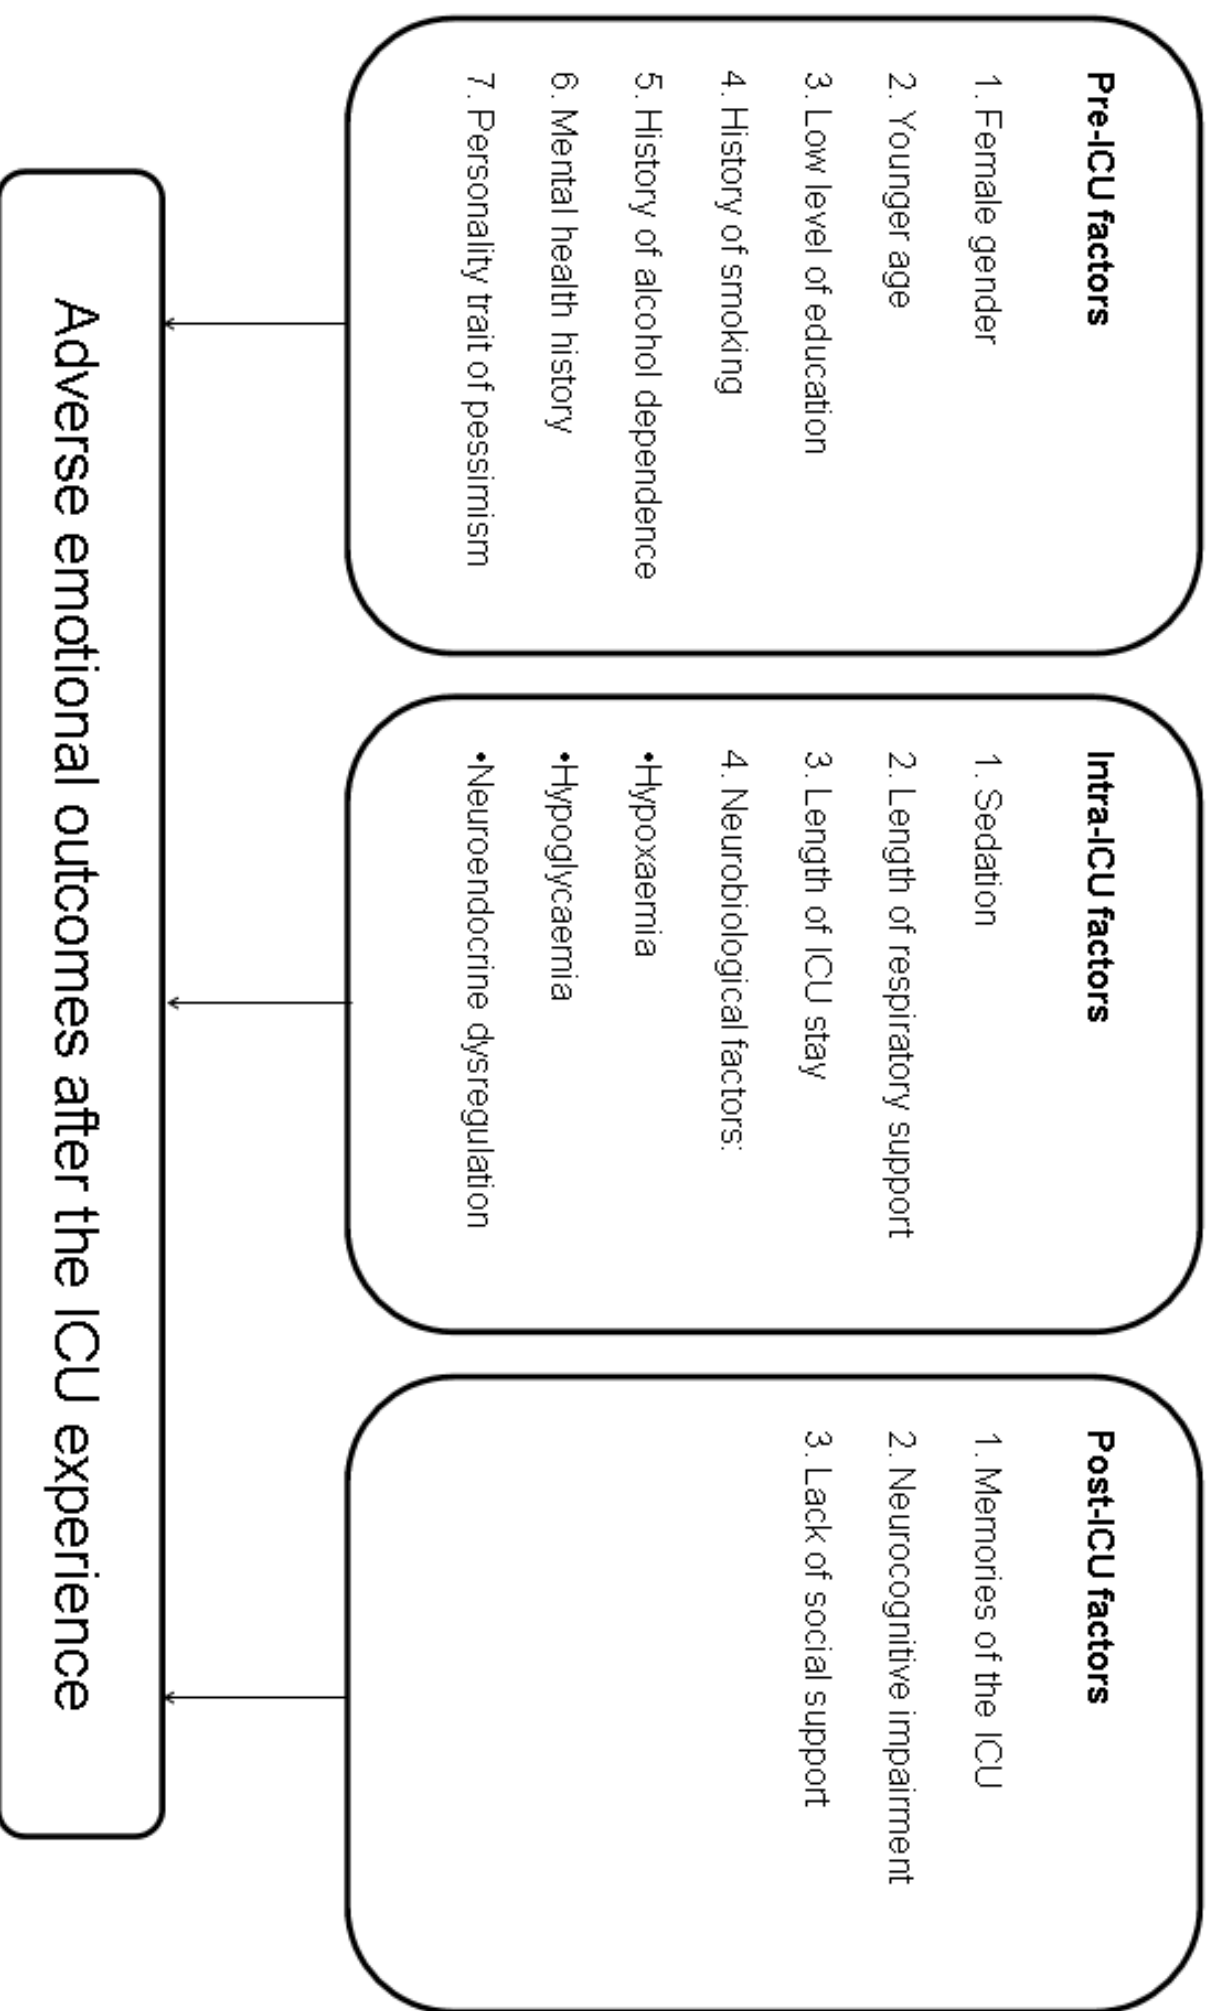 Pre-ICU factors
1. Female gender
2. Younger age
3. Low level of education
4. History of smoking
5. History of alcohol dependence
6. Mental health history
7. Personality trait of pessimism
Intra-ICU factors
1. Sedation
2. Length of respiratory support
3. Length of ICU stay
4. Neurobiological factors:
•Hypoxaemia
•Hypoglycaemia
•Neuroendocrine dysregulation
Post-ICU factors
1. Memories of the ICU
2. Neurocognitive impairment
3. Lack of social support
Adverse emotional outcomes after the ICU experience